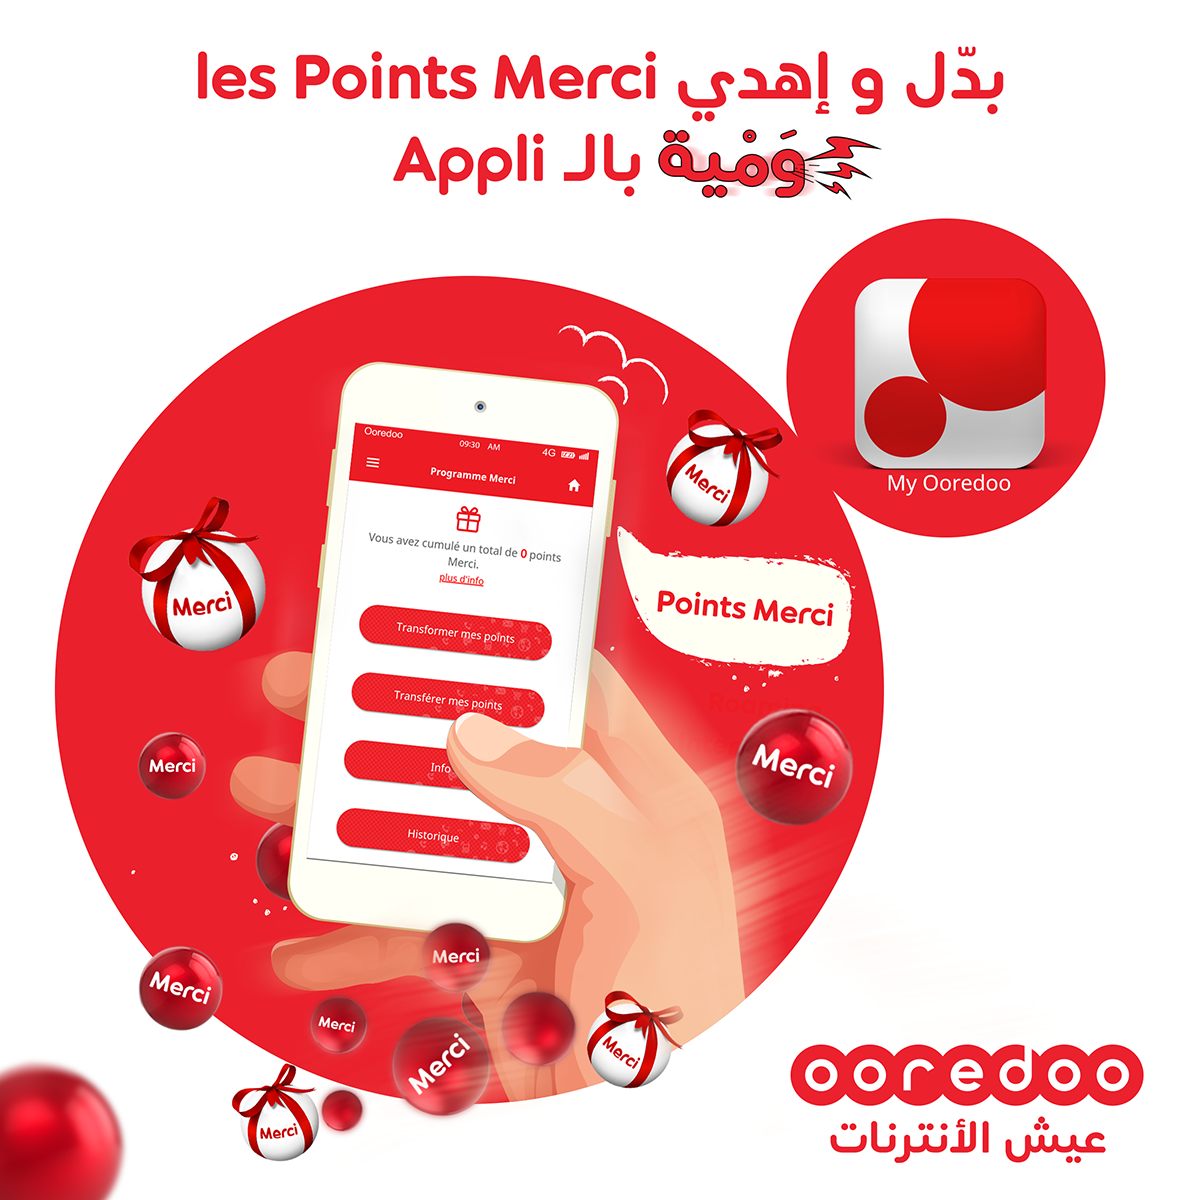 بدّل و إهدي les Points Merci
وَمْية بالـ Appli
My Ooredoo
Ooredoo
09:30 AM
4G
Programme Merci
Vous avez cumulé un total de 0 points
Merci.
plus d'info
Transformer mes points
Transférer mes points
Info
Historique
Points Merci
Merci
Merci
Merci
Merci
Merci
Merci
Merci
Merci
Merci
Merci
ooredoo
عيش الأنترنات